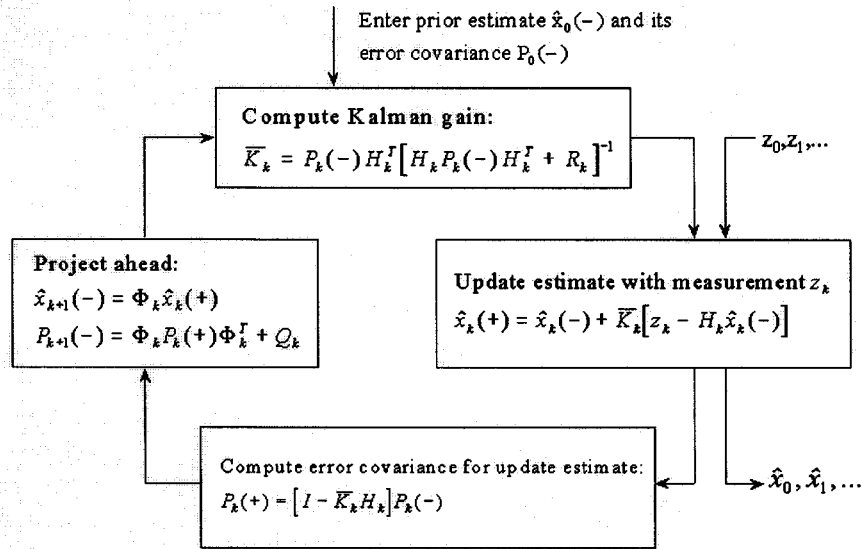 Enter prior estimate x̂₀(−) and its
error covariance P₀(−)
Compute Kalman gain:
K̅ₖ = Pₖ(−)Hₖᵀ[HₖPₖ(−)Hₖᵀ + Rₖ]⁻¹
z₀,z₁,...
Project ahead:
x̂ₖ₊₁(−) = Φₖx̂ₖ(+)
Pₖ₊₁(−) = ΦₖPₖ(+)Φₖᵀ + Qₖ
Update estimate with measurement zₖ
x̂ₖ(+) = x̂ₖ(−) + K̅ₖ[zₖ − Hₖx̂ₖ(−)]
Compute error covariance for update estimate:
Pₖ(+) = [I − K̅ₖHₖ]Pₖ(−)
x̂₀, x̂₁, ...